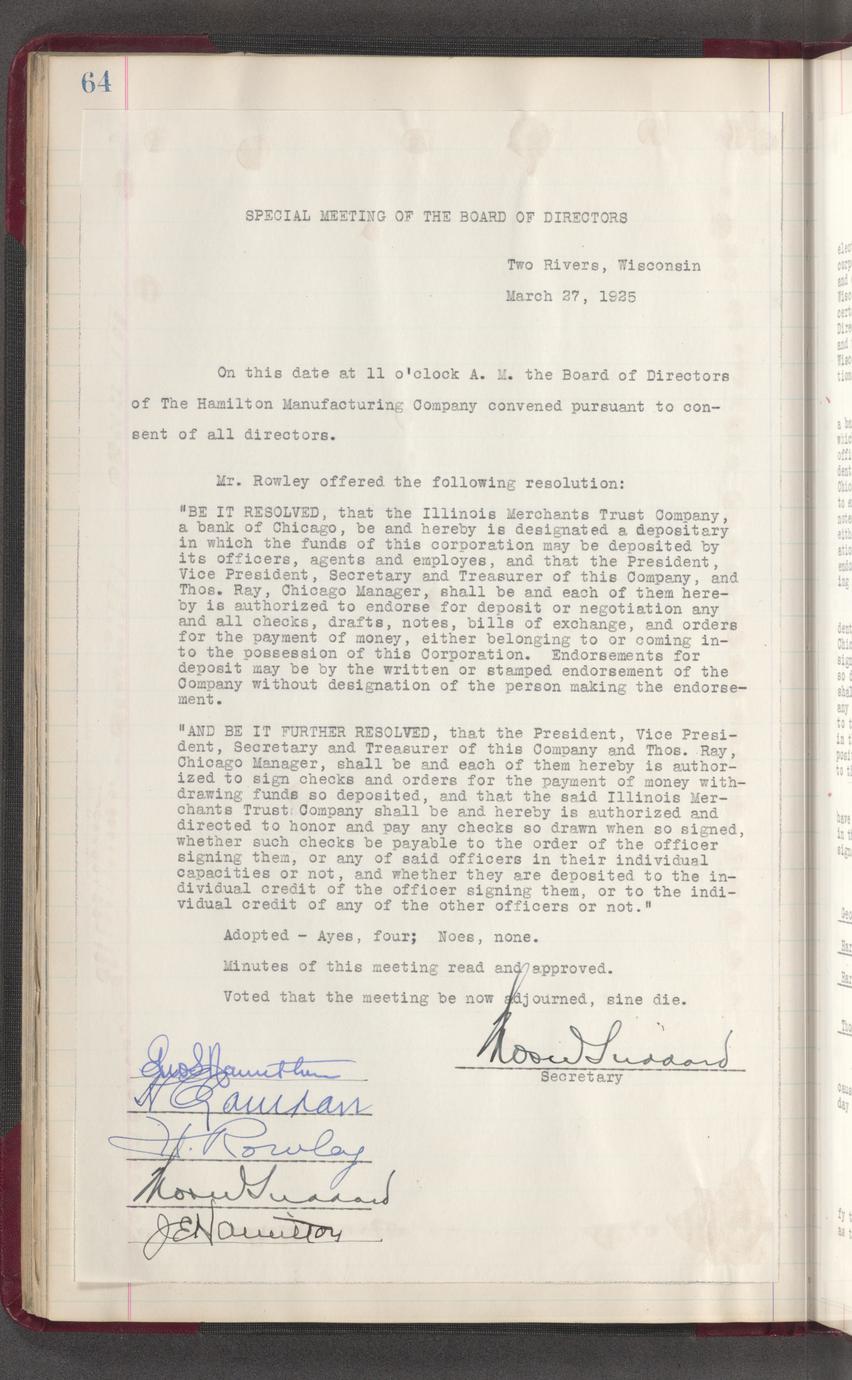 64
SPECIAL MEETING OF THE BOARD OF DIRECTORS
Two Rivers, Wisconsin
March 27, 1925
On this date at 11 o'clock A. M. the Board of Directors
of The Hamilton Manufacturing Company convened pursuant to con-
sent of all directors.
Mr. Rowley offered the following resolution:
"BE IT RESOLVED, that the Illinois Merchants Trust Company,
a bank of Chicago, be and hereby is designated a depositary
in which the funds of this corporation may be deposited by
its officers, agents and employes, and that the President,
Vice President, Secretary and Treasurer of this Company, and
Thos. Ray, Chicago Manager, shall be and each of them here-
by is authorized to endorse for deposit or negotiation any
and all checks, drafts, notes, bills of exchange, and orders
for the payment of money, either belonging to or coming in-
to the possession of this Corporation. Endorsements for
deposit may be by the written or stamped endorsement of the
Company without designation of the person making the endorse-
ment.
"AND BE IT FURTHER RESOLVED, that the President, Vice Presi-
dent, Secretary and Treasurer of this Company and Thos. Ray,
Chicago Manager, shall be and each of them hereby is author-
ized to sign checks and orders for the payment of money with-
drawing funds so deposited, and that the said Illinois Mer-
chants Trust Company shall be and hereby is authorized and
directed to honor and pay any checks so drawn when so signed,
whether such checks be payable to the order of the officer
signing them, or any of said officers in their individual
capacities or not, and whether they are deposited to the in-
dividual credit of the officer signing them, or to the indi-
vidual credit of any of the other officers or not."
Adopted - Ayes, four; Noes, none.
Minutes of this meeting read and approved.
Voted that the meeting be now adjourned, sine die.
Secretary
H. Rowley
J E Hamilton